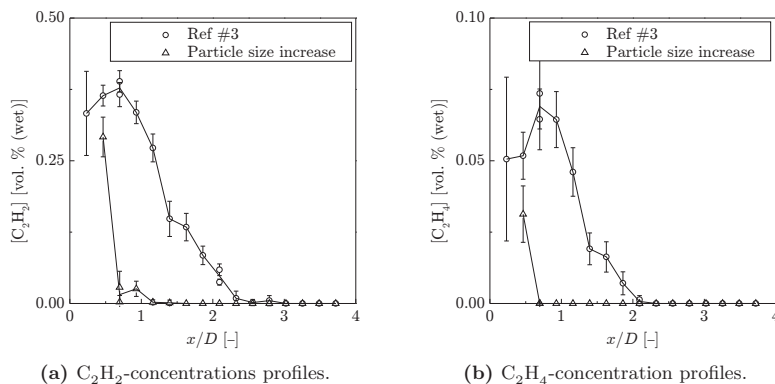 0.50
0.25
0.00
0 1 2 3 4
[C₂H₂] [vol. % (wet)]
x/D [–]
Ref #3
Particle size increase
(a) C₂H₂-concentrations profiles.
0.10
0.05
0.00
0 1 2 3 4
[C₂H₄] [vol. % (wet)]
x/D [–]
Ref #3
Particle size increase
(b) C₂H₄-concentration profiles.